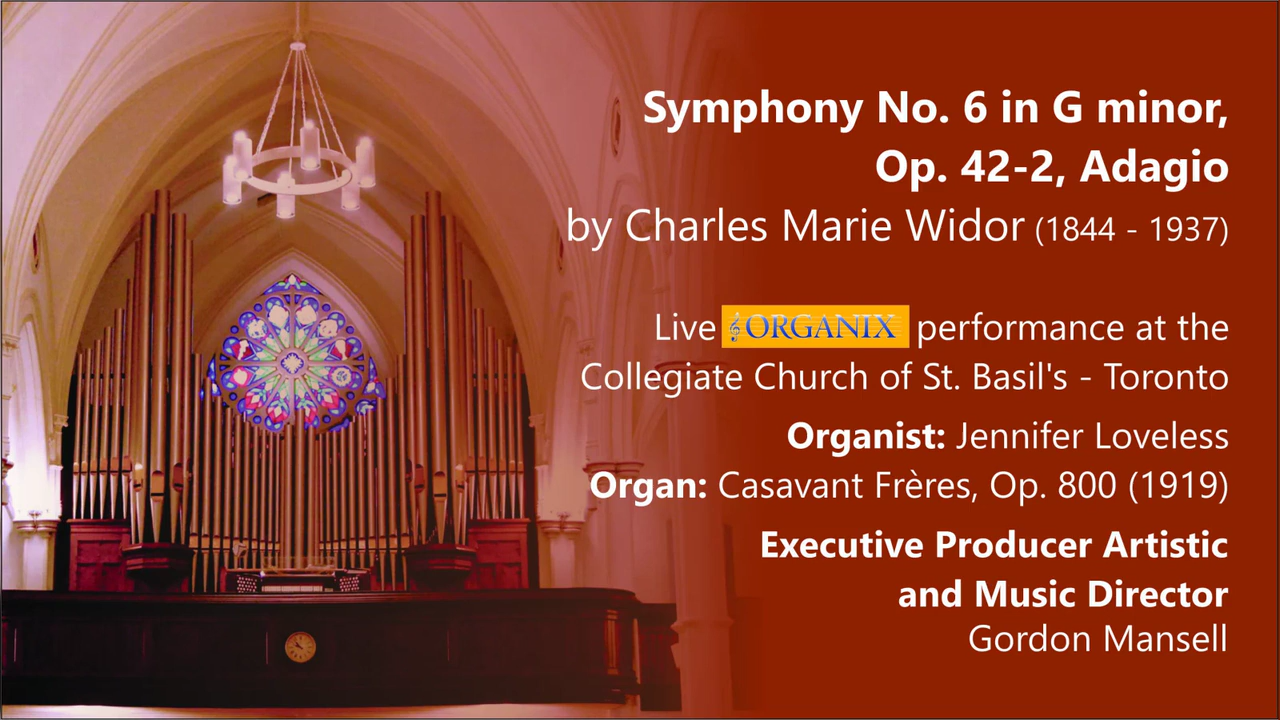 Symphony No. 6 in G minor,
Op. 42-2, Adagio
by Charles Marie Widor (1844 - 1937)
Live ORGANIX performance at the
Collegiate Church of St. Basil's - Toronto
Organist: Jennifer Loveless
Organ: Casavant Frères, Op. 800 (1919)
Executive Producer Artistic
and Music Director
Gordon Mansell